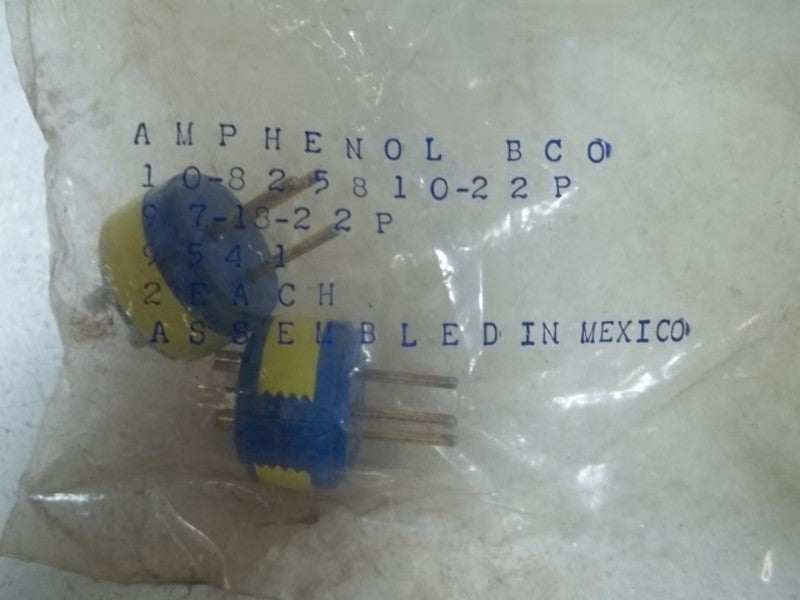 AMPHENOL BCO
10-825810-22P
97-18-22P
9541
2 EACH
ASSEMBLED IN MEXICO